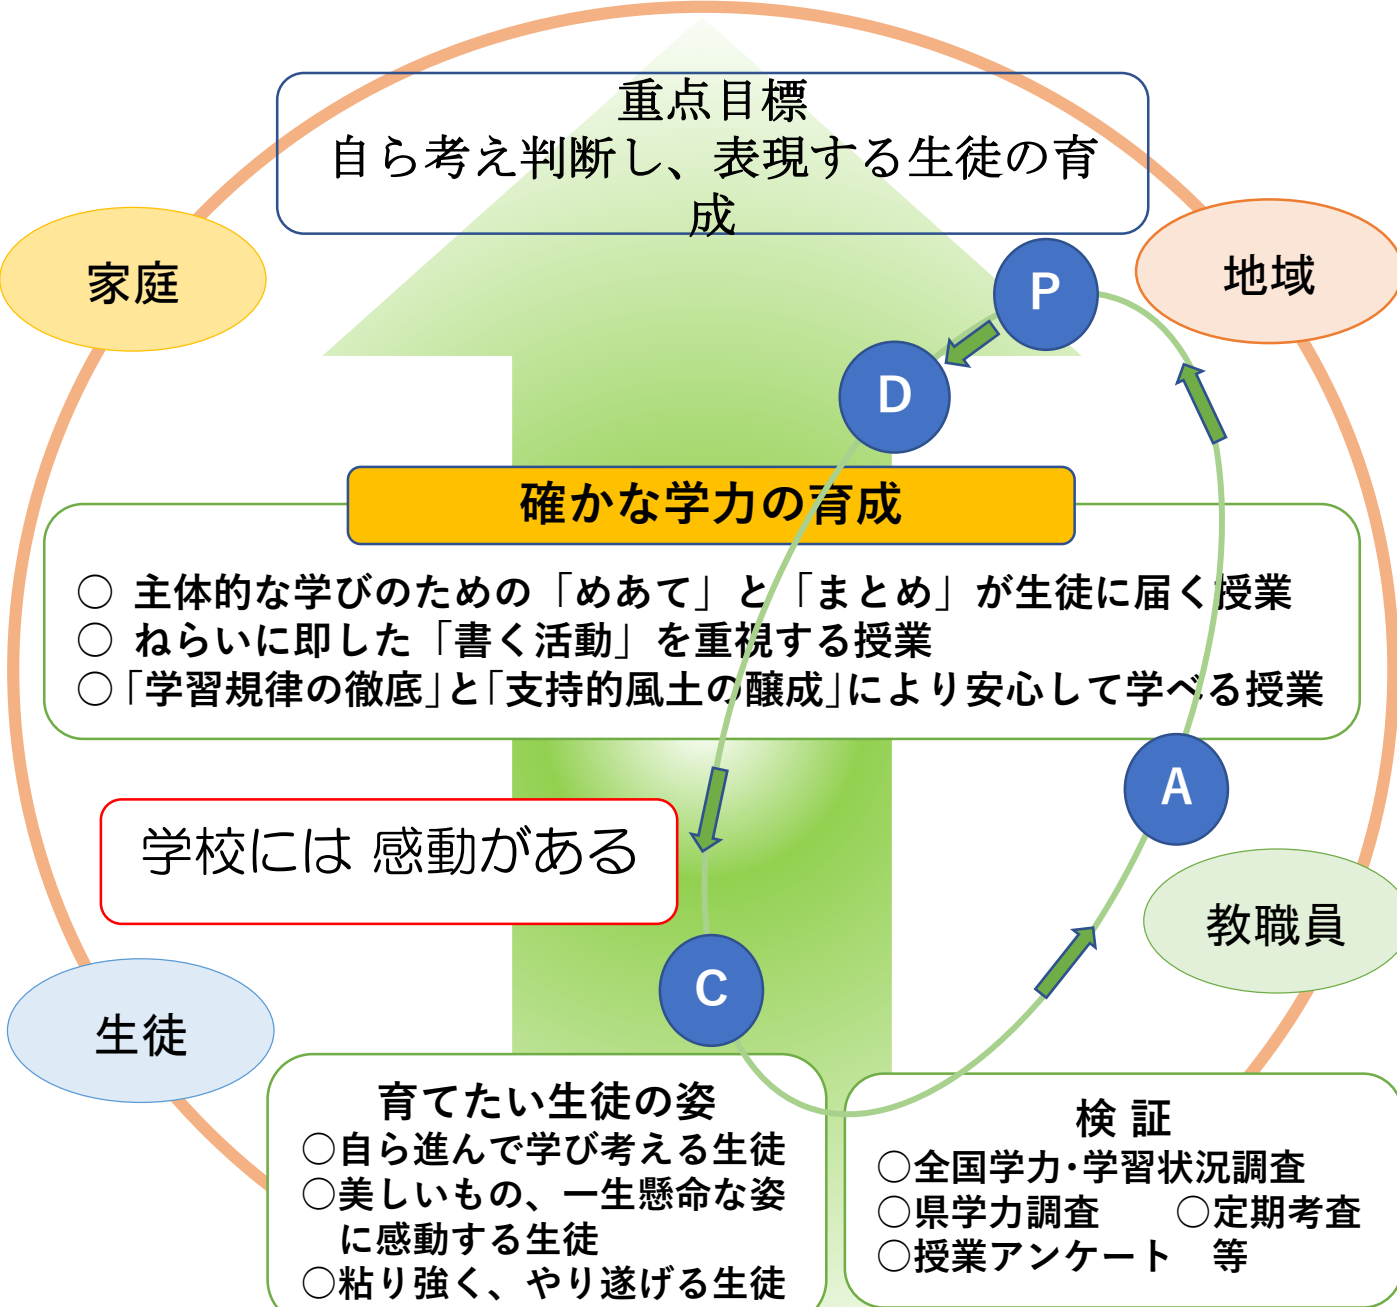 重点目標
自ら考え判断し、表現する生徒の育
成
家庭
地域
P
D
確かな学力の育成
○ 主体的な学びのための「めあて」と「まとめ」が生徒に届く授業
○ ねらいに即した「書く活動」を重視する授業
○「学習規律の徹底」と「支持的風土の醸成」により安心して学べる授業
A
学校には 感動がある
教職員
C
生徒
育てたい生徒の姿
○自ら進んで学び考える生徒
○美しいもの、一生懸命な姿
に感動する生徒
○粘り強く、やり遂げる生徒
検 証
○全国学力・学習状況調査
○県学力調査 ○定期考査
○授業アンケート 等